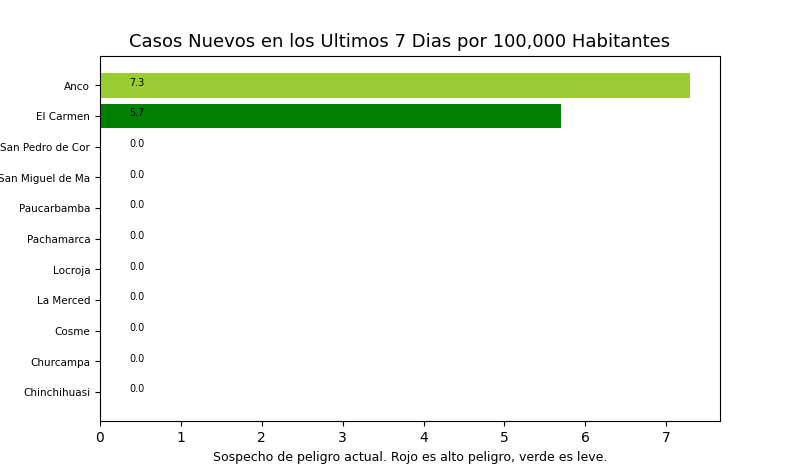 Casos Nuevos en los Ultimos 7 Dias por 100,000 Habitantes
Anco 7.3
El Carmen 5.7
San Pedro de Cor 0.0
San Miguel de Ma 0.0
Paucarbamba 0.0
Pachamarca 0.0
Locroja 0.0
La Merced 0.0
Cosme 0.0
Churcampa 0.0
Chinchihuasi 0.0
0 1 2 3 4 5 6 7
Sospecho de peligro actual. Rojo es alto peligro, verde es leve.